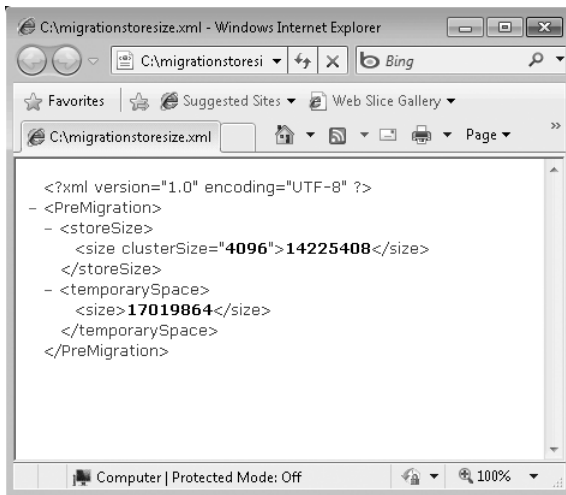 C:\migrationstoresize.xml - Windows Internet Explorer
C:\migrationstoresi
Bing
Favorites Suggested Sites Web Slice Gallery
C:\migrationstoresize.xml Page »
<?xml version="1.0" encoding="UTF-8" ?>
- <PreMigration>
- <storeSize>
<size clusterSize="4096">14225408</size>
</storeSize>
- <temporarySpace>
<size>17019864</size>
</temporarySpace>
</PreMigration>
Computer | Protected Mode: Off 100%